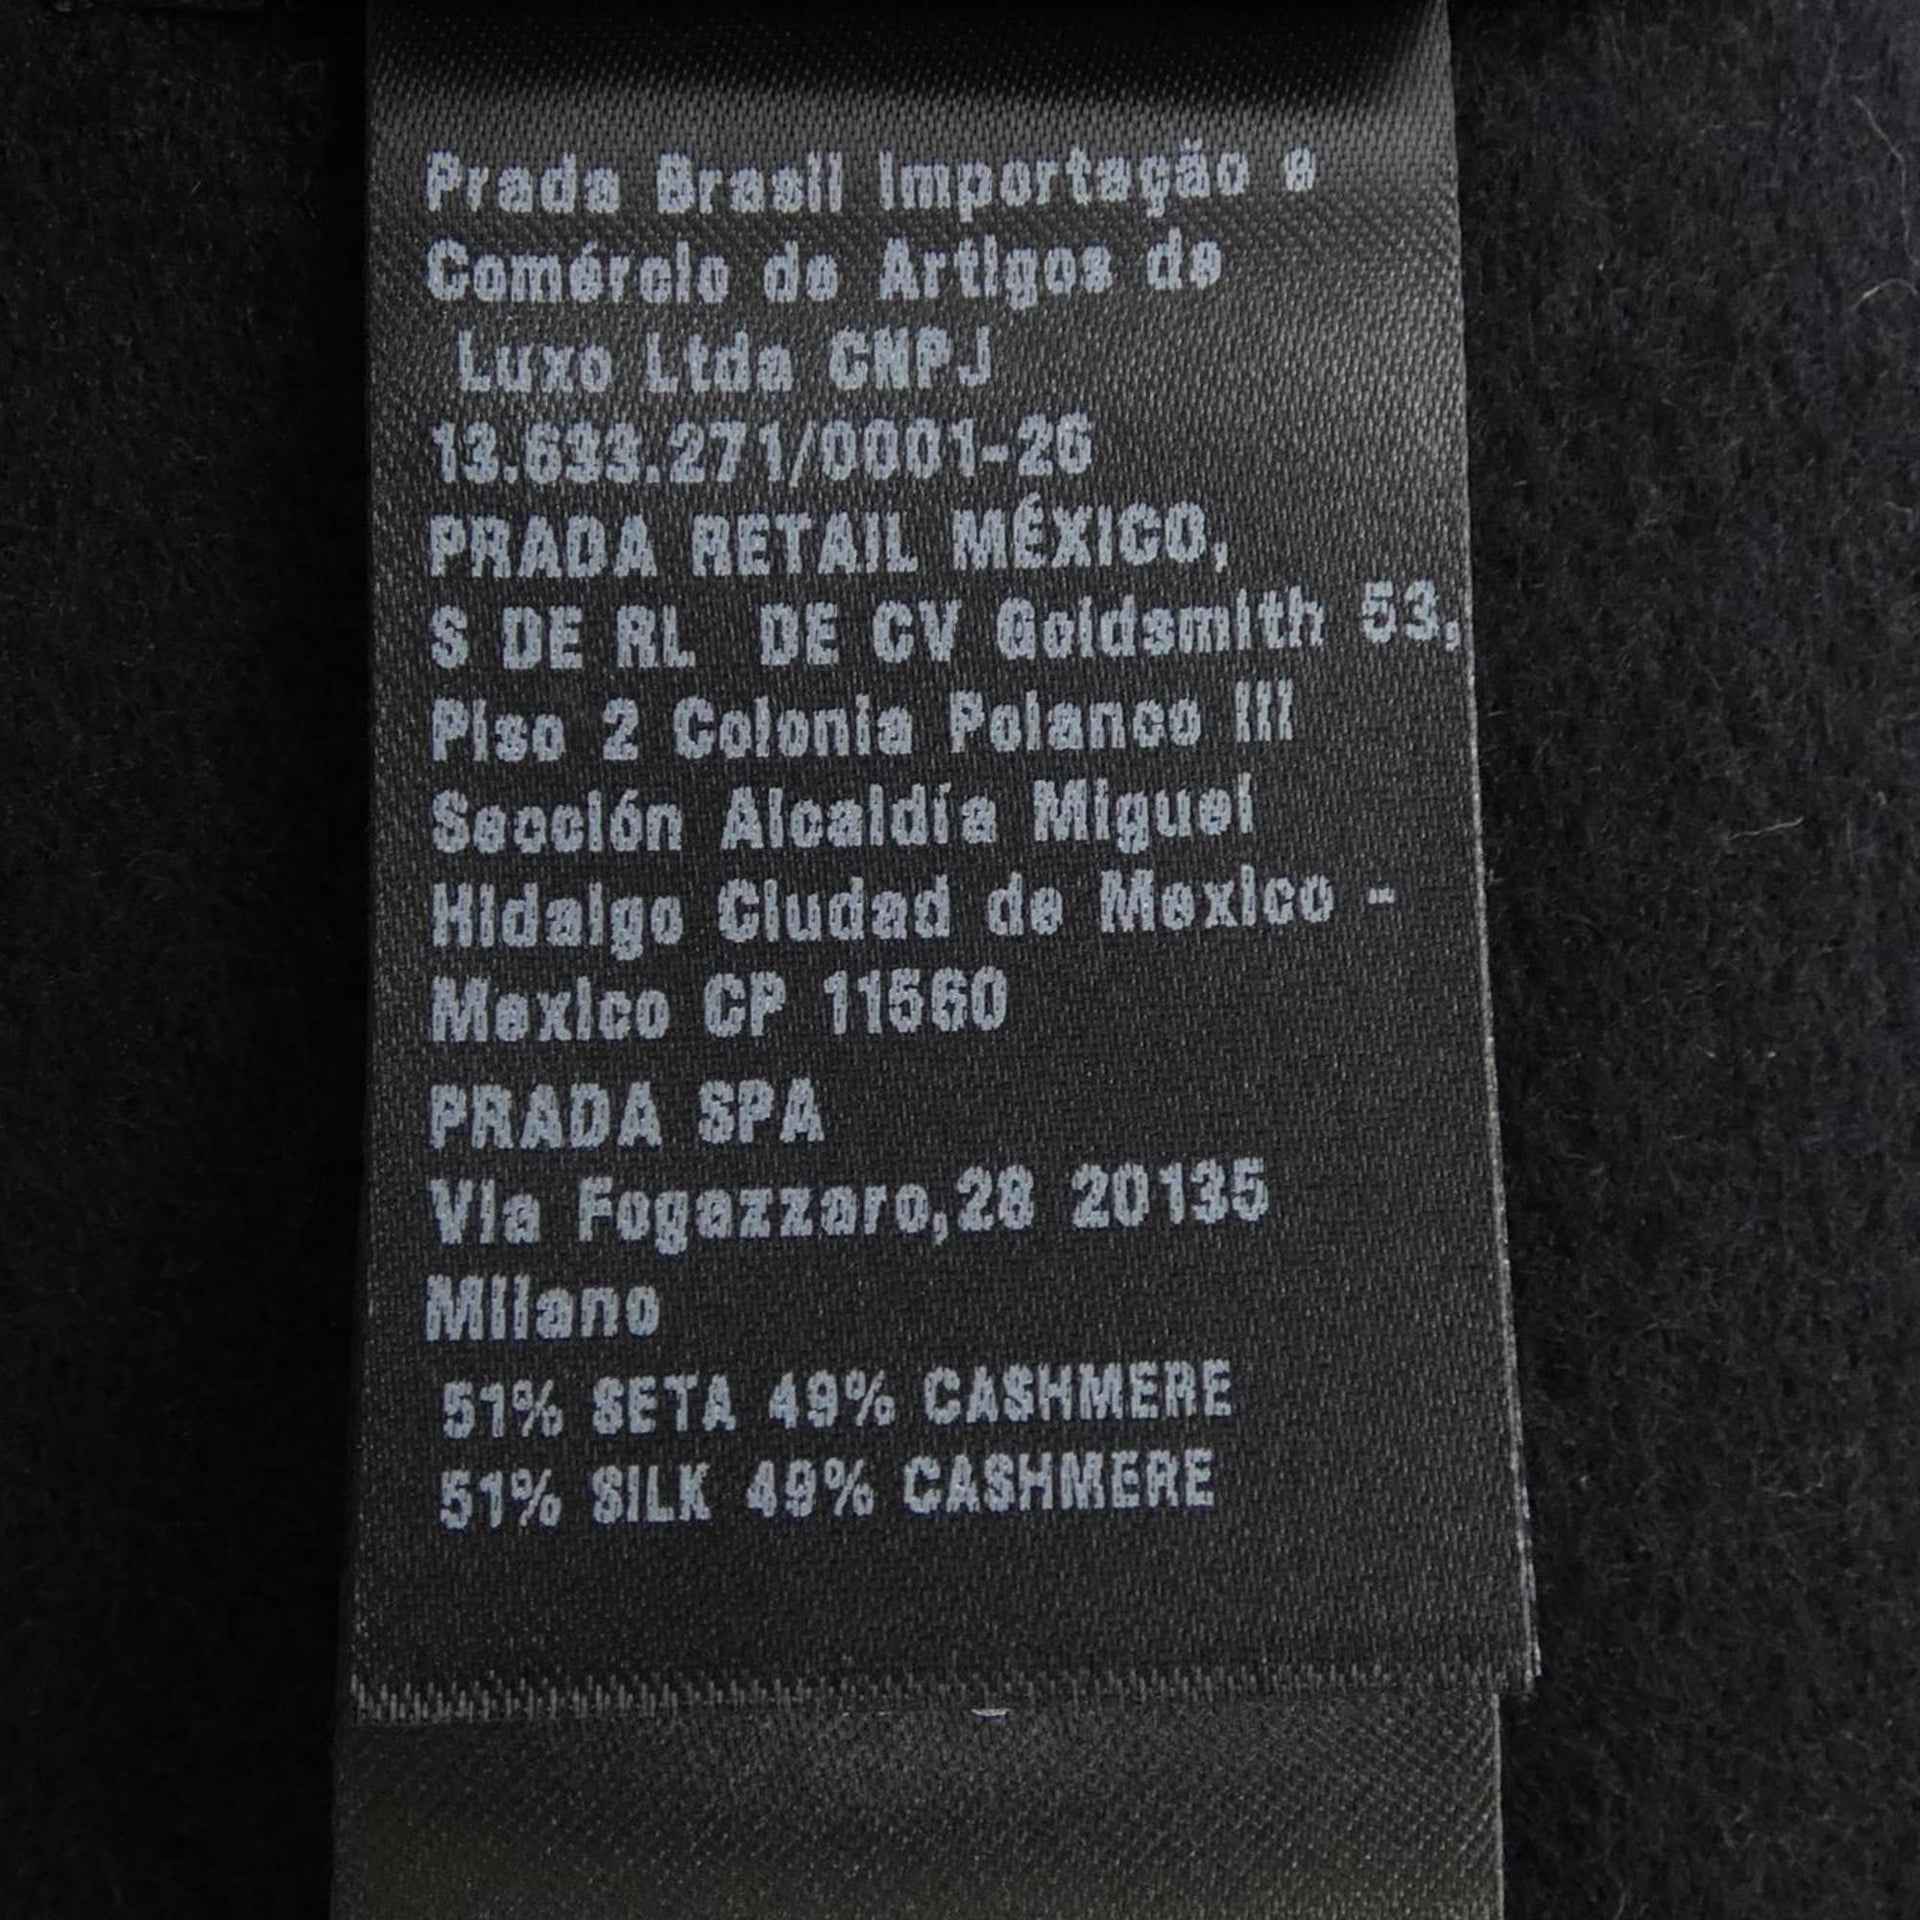 Prada Brasil Importação e
Comércio de Artigos de
Luxo Ltda CNPJ
13.633.271/0001-26
PRADA RETAIL MÉXICO,
S DE RL DE CV Goldsmith 53,
Piso 2 Colonia Polanco III
Sección Alcaldía Miguel
Hidalgo Ciudad de Mexico -
Mexico CP 11560
PRADA SPA
Via Fogazzaro,28 20135
Milano
51% SETA 49% CASHMERE
51% SILK 49% CASHMERE